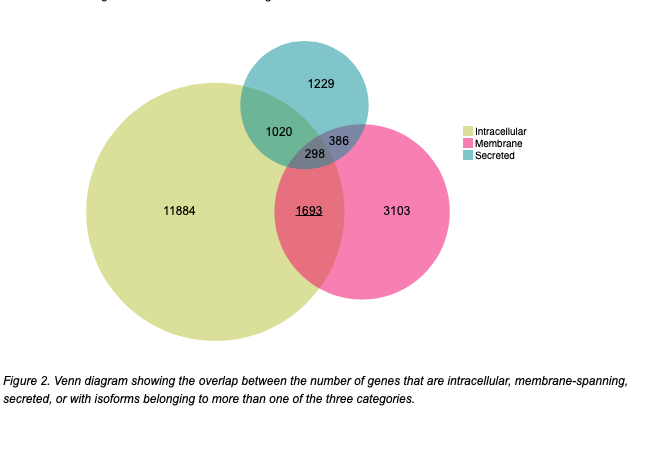 1229
1020
386
298
11884
1693
3103
Intracellular
Membrane
Secreted
Figure 2. Venn diagram showing the overlap between the number of genes that are intracellular, membrane-spanning,
secreted, or with isoforms belonging to more than one of the three categories.